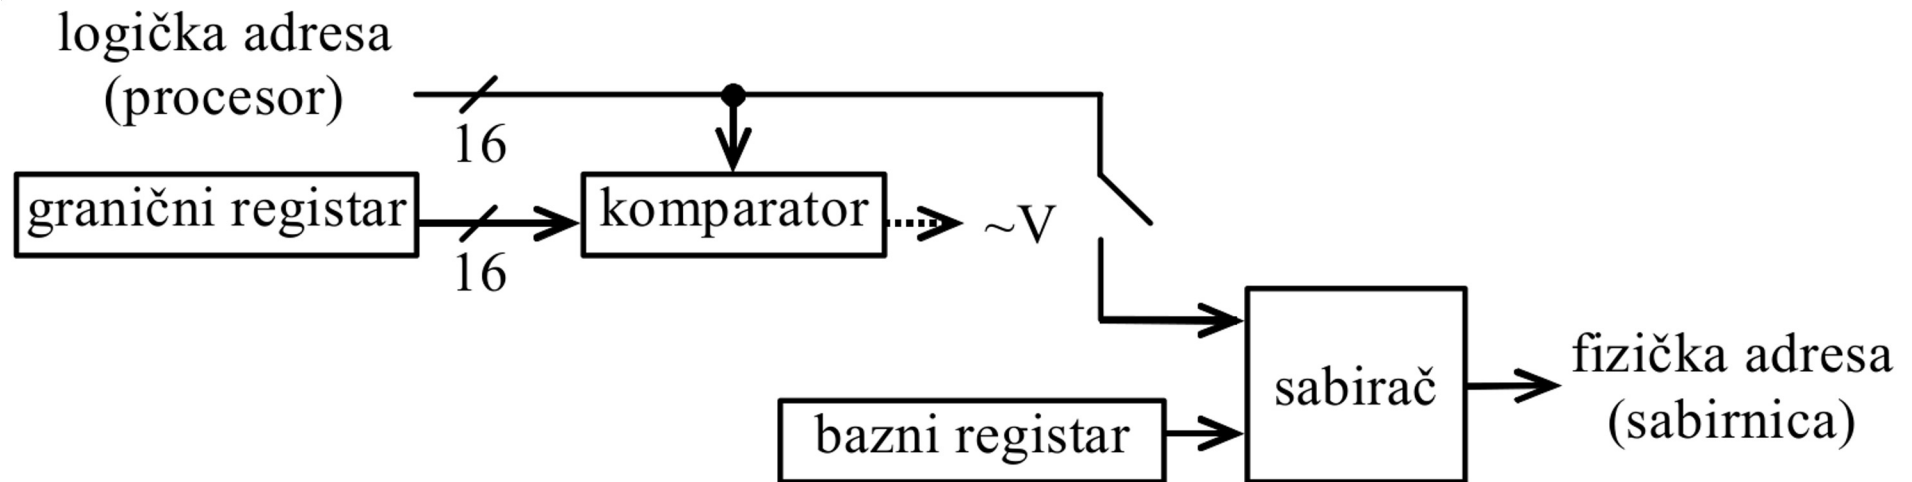 logička adresa
(procesor)
16
granični registar
16
komparator
~V
bazni registar
sabirač
fizička adresa
(sabirnica)